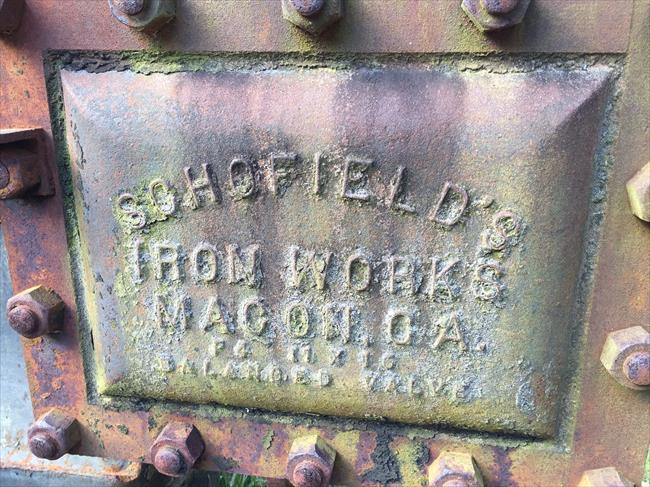 SCHOFIELD'S
IRON WORKS
MACON, GA.
BALANCED VALVE